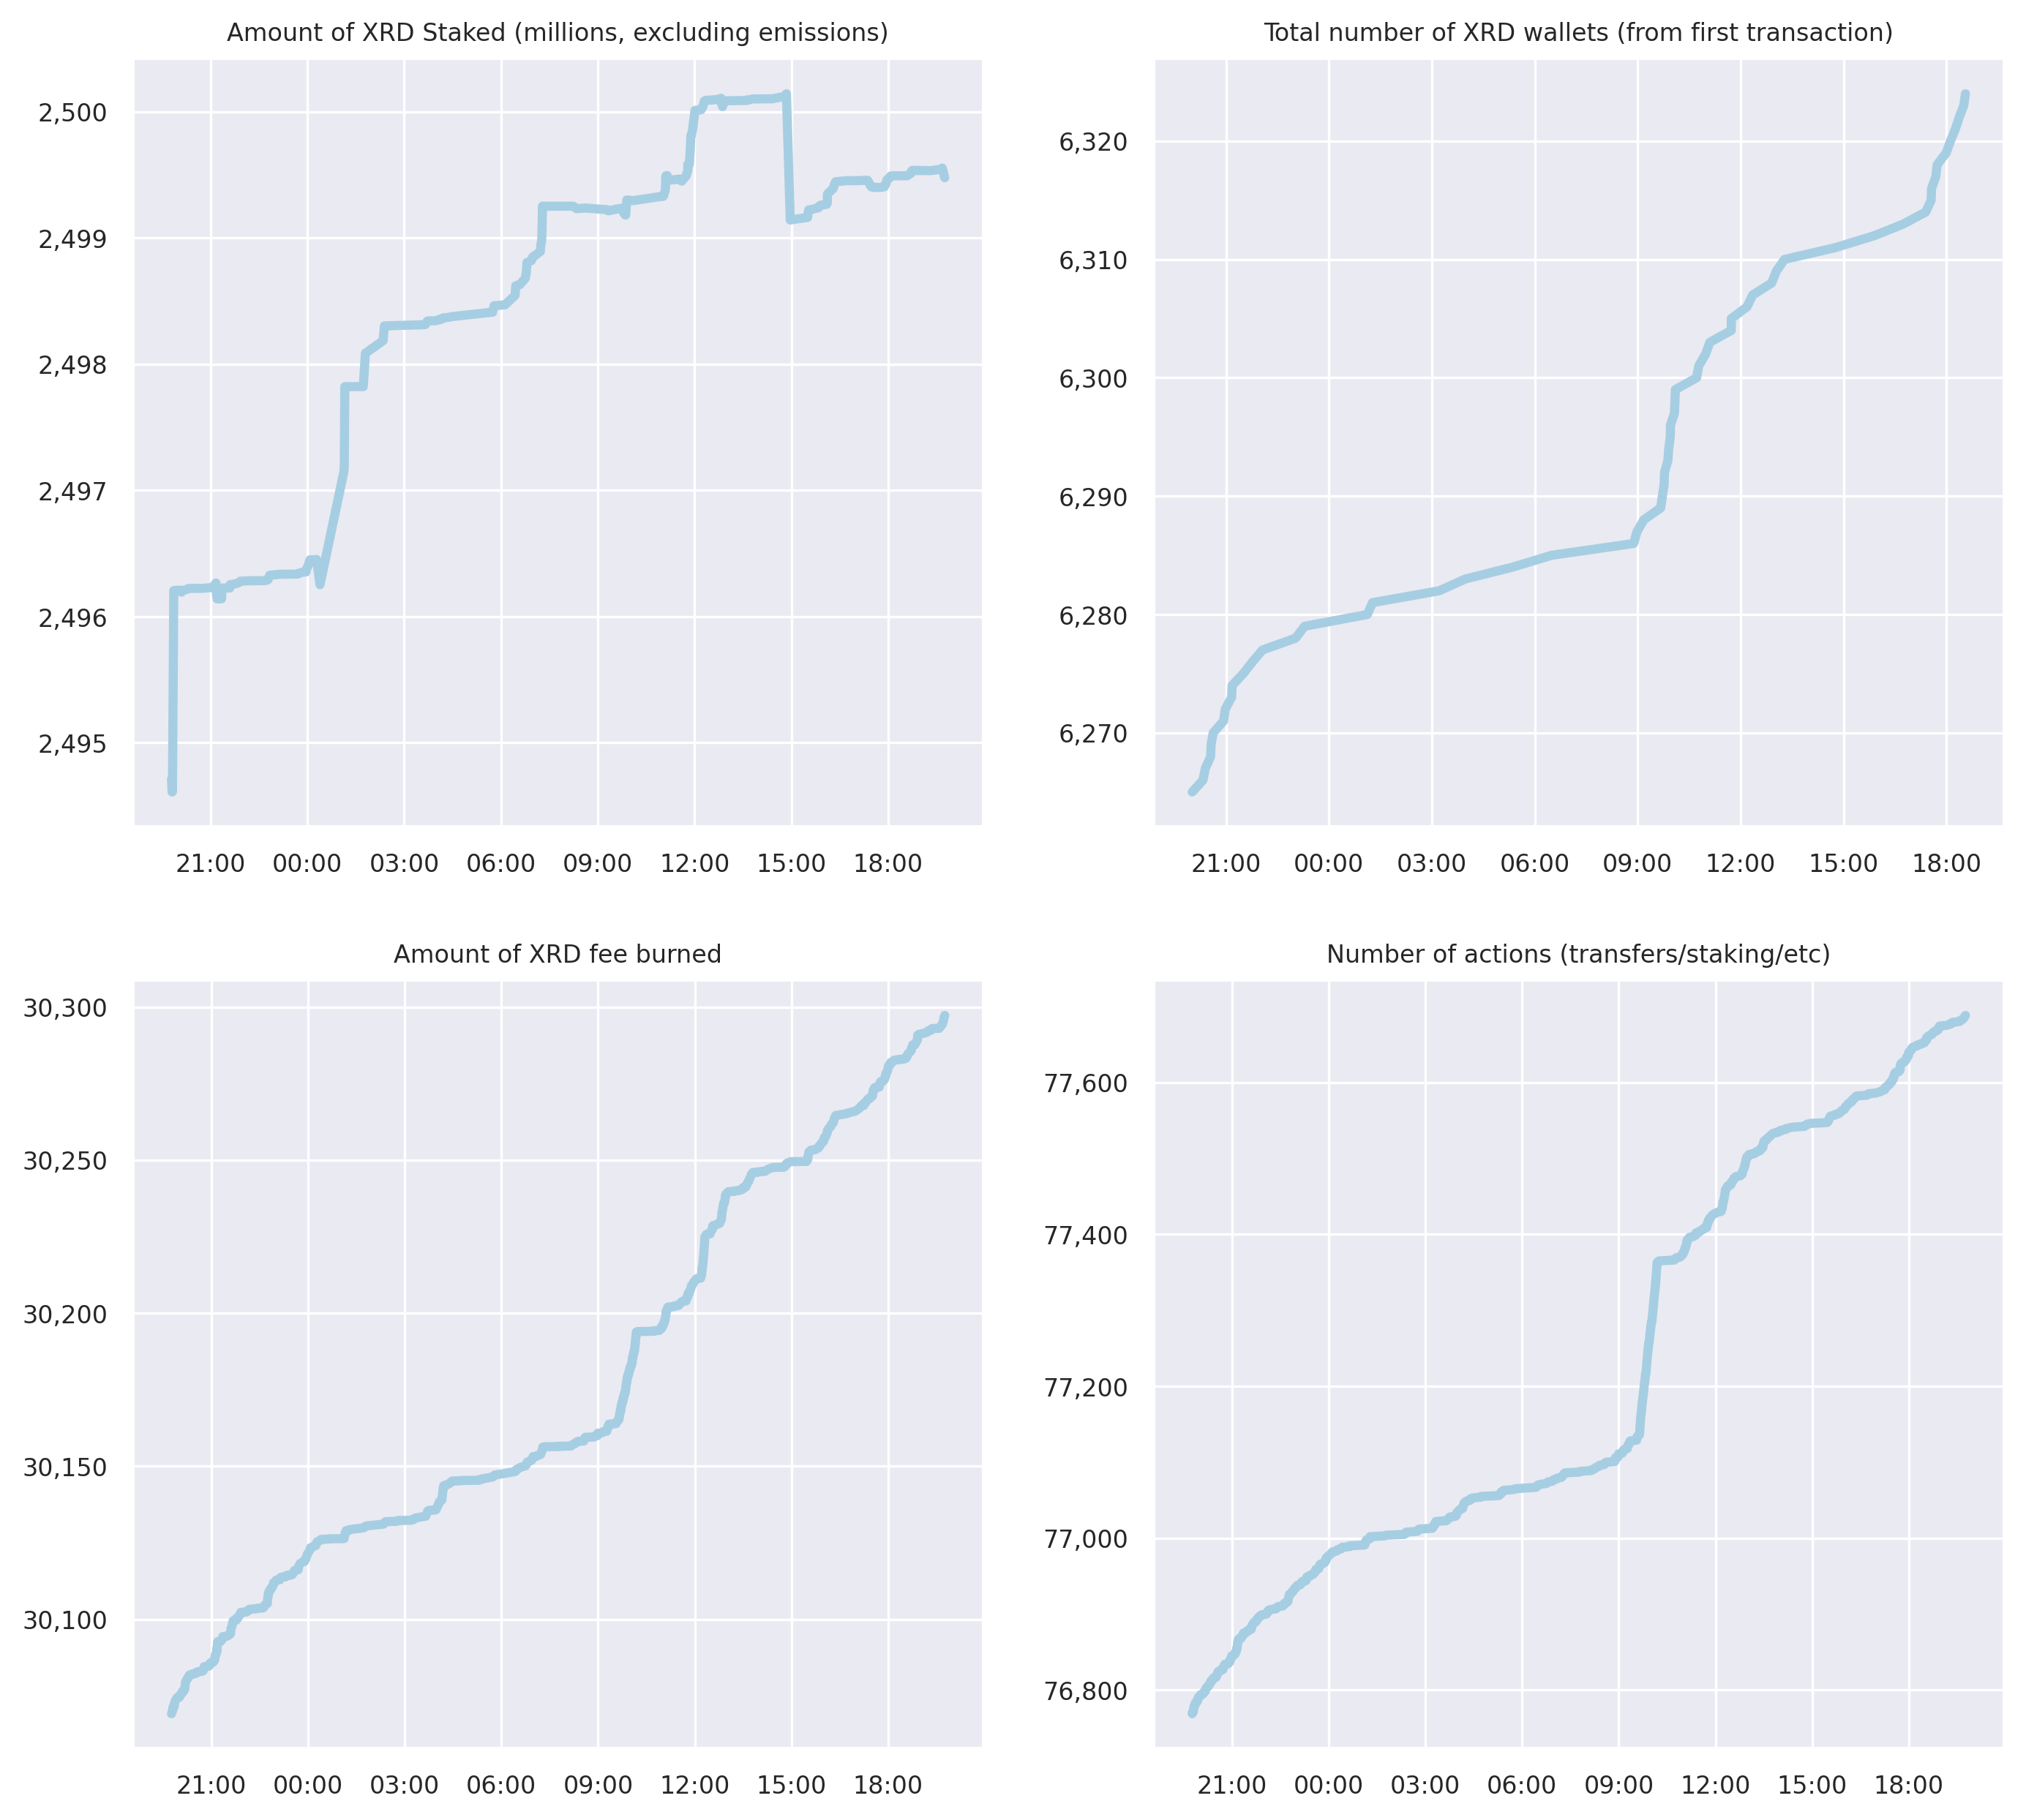 Amount of XRD Staked (millions, excluding emissions)
2,500
2,499
2,498
2,497
2,496
2,495
21:00 00:00 03:00 06:00 09:00 12:00 15:00 18:00
Total number of XRD wallets (from first transaction)
6,320
6,310
6,300
6,290
6,280
6,270
21:00 00:00 03:00 06:00 09:00 12:00 15:00 18:00
Amount of XRD fee burned
30,300
30,250
30,200
30,150
30,100
21:00 00:00 03:00 06:00 09:00 12:00 15:00 18:00
Number of actions (transfers/staking/etc)
77,600
77,400
77,200
77,000
76,800
21:00 00:00 03:00 06:00 09:00 12:00 15:00 18:00